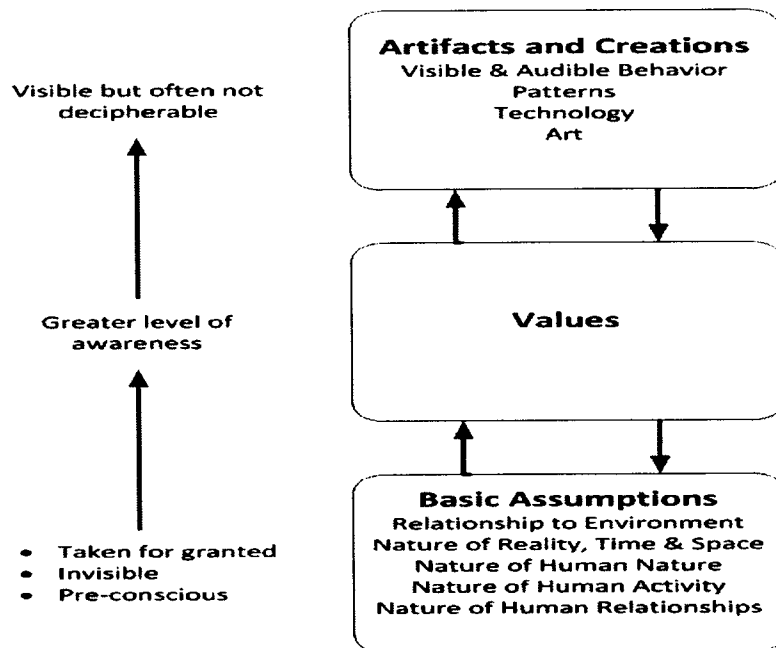 Artifacts and Creations
Visible & Audible Behavior
Patterns
Technology
Art
Visible but often not
decipherable
Values
Greater level of
awareness
Basic Assumptions
Relationship to Environment
Nature of Reality, Time & Space
Nature of Human Nature
Nature of Human Activity
Nature of Human Relationships
• Taken for granted
• Invisible
• Pre-conscious